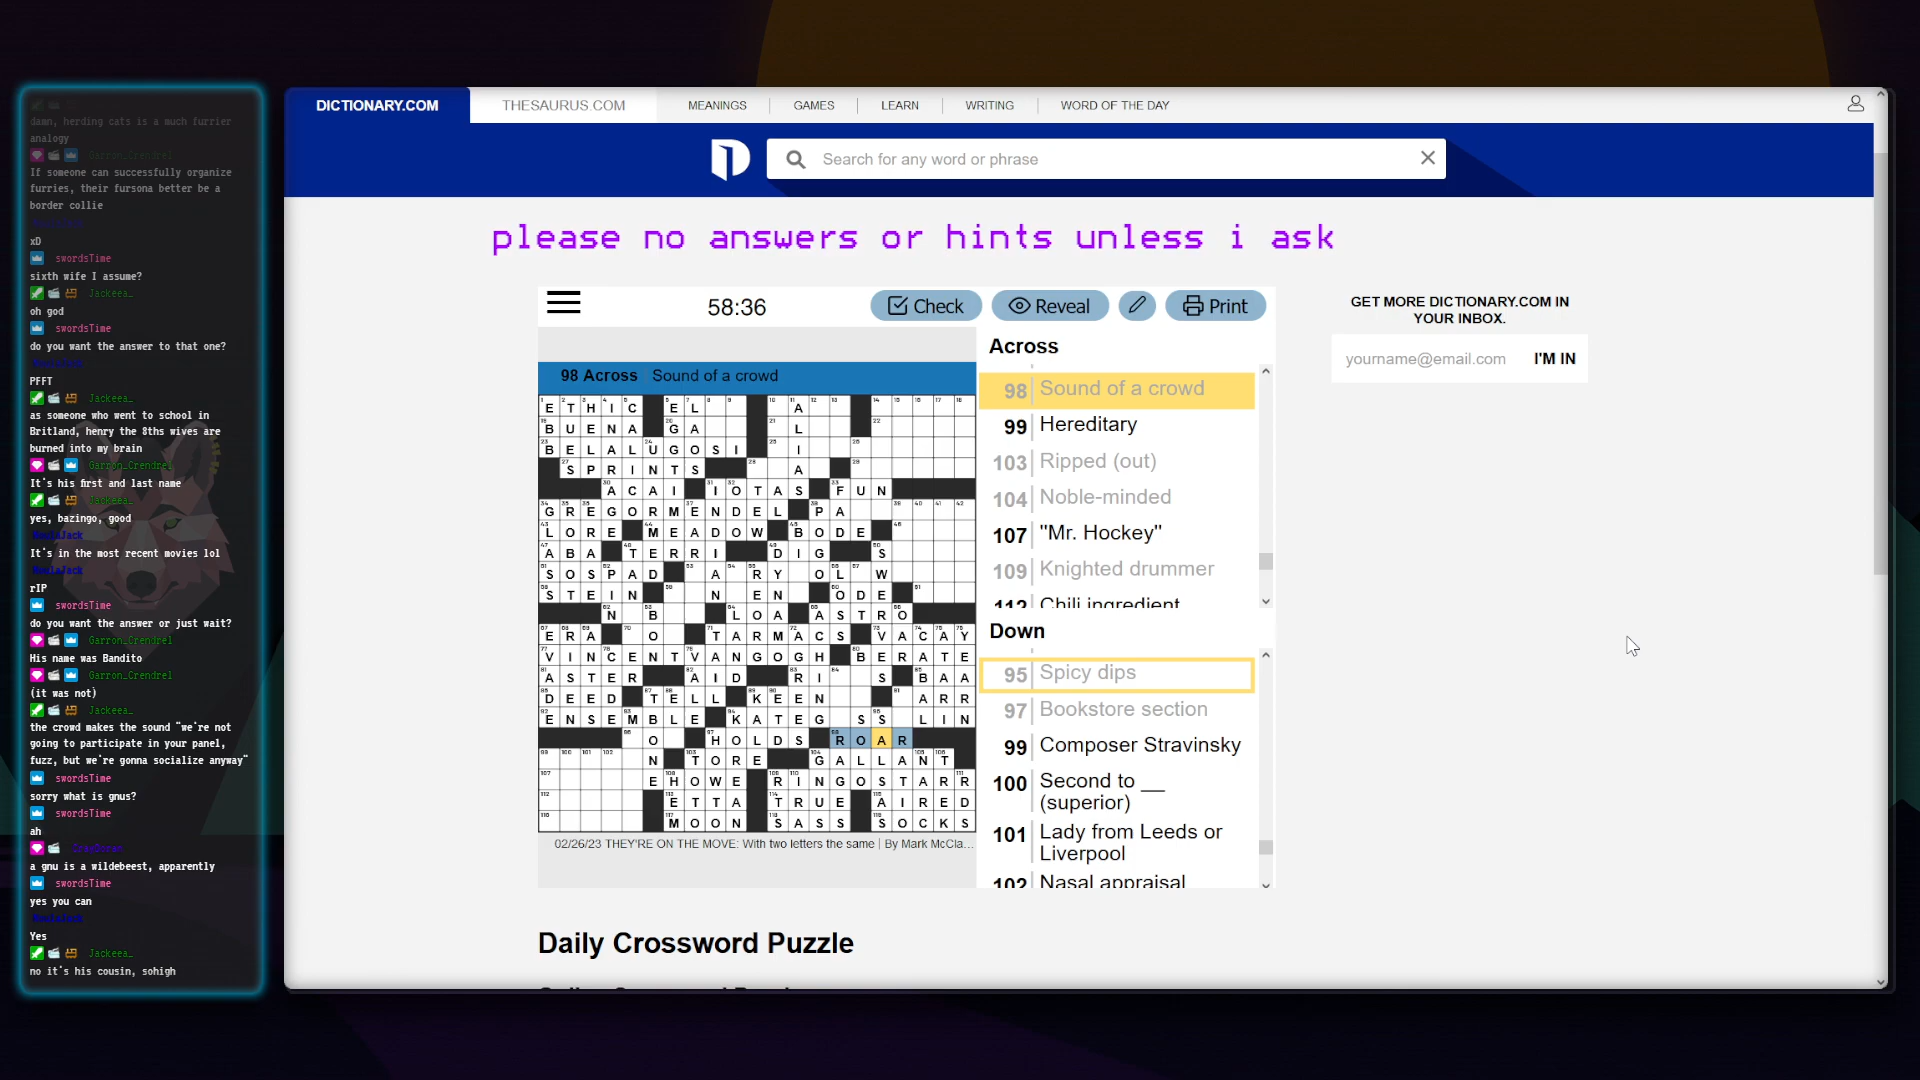 damn, herding cats is a much furrier
analogy
Garron_Crendrel
If someone can successfully organize
furries, their fursona better be a
border collie
xD
swordsTime
sixth wife I assume?
Jackeea_
oh god
swordsTime
do you want the answer to that one?
PFFT
Jackeea_
as someone who went to school in
Britland, henry the 8ths wives are
burned into my brain
Garron_Crendrel
It's his first and last name
Jackeea_
yes, bazingo, good
It's in the most recent movies lol
rIP
swordsTime
do you want the answer or just wait?
Garron_Crendrel
His name was Bandito
Garron_Crendrel
(it was not)
Jackeea_
the crowd makes the sound "we're not
going to participate in your panel,
fuzz, but we're gonna socialize anyway"
swordsTime
sorry what is gnus?
swordsTime
ah
a gnu is a wildebeest, apparently
swordsTime
yes you can
Yes
Jackeea_
no it's his cousin, sohigh
DICTIONARY.COM
THESAURUS.COM
MEANINGS
GAMES
LEARN
WRITING
WORD OF THE DAY
Search for any word or phrase
please no answers or hints unless i ask
58:36
Check
Reveal
Print
98 Across Sound of a crowd
E T H I C E L A
B U E N A G A L
B E L A L U G O S I I
S P R I N T S A
A C A I I O T A S F U N
G R E G O R M E N D E L P A
L O R E M E A D O W B O D E
A B A T E R R I D I G S
S O S P A D A R Y O L W
S T E I N N E N O D E
N B L O A A S T R O
E R A O T A R M A C S V A C A Y
V I N C E N T V A N G O G H B E R A T E
A S T E R A I D R I S B A A
D E E D T E L L K E E N A R R
E N S E M B L E K A T E G S S L I N
O H O L D S R O A R
N T O R E G A L L A N T
E H O W E R I N G O S T A R R
E T T A T R U E A I R E D
M O O N S A S S S O C K S
02/26/23 THEY'RE ON THE MOVE: With two letters the same | By Mark McCla...
Across
98 Sound of a crowd
99 Hereditary
103 Ripped (out)
104 Noble-minded
107 "Mr. Hockey"
109 Knighted drummer
112 Chili ingredient
Down
95 Spicy dips
97 Bookstore section
99 Composer Stravinsky
100 Second to __
(superior)
101 Lady from Leeds or
Liverpool
102 Nasal appraisal
GET MORE DICTIONARY.COM IN
YOUR INBOX.
yourname@email.com
I'M IN
Daily Crossword Puzzle